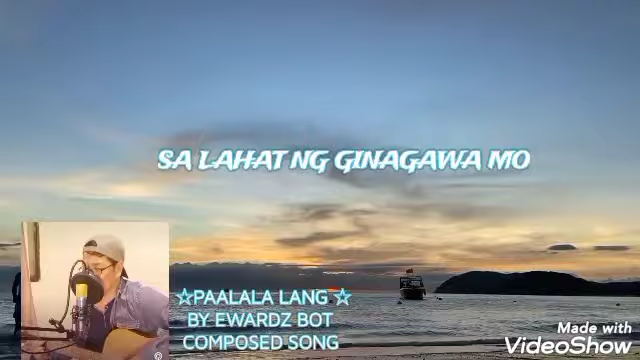 SA LAHAT NG GINAGAWA MO
☆PAALALA LANG ☆
BY EWARDZ BOT
COMPOSED SONG
Made with
VideoShow